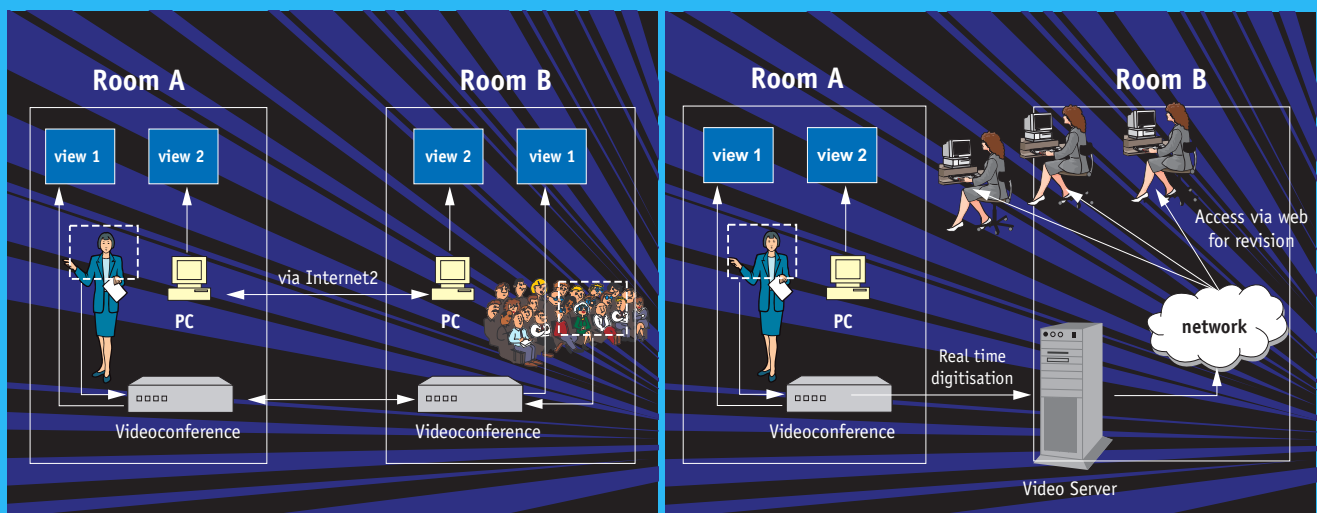 Room A
Room B
view 1
view 2
view 2
view 1
via Internet2
PC
PC
Videoconference
Videoconference
Room A
Room B
view 1
view 2
Access via web
for revision
PC
network
Real time
digitisation
Videoconference
Video Server